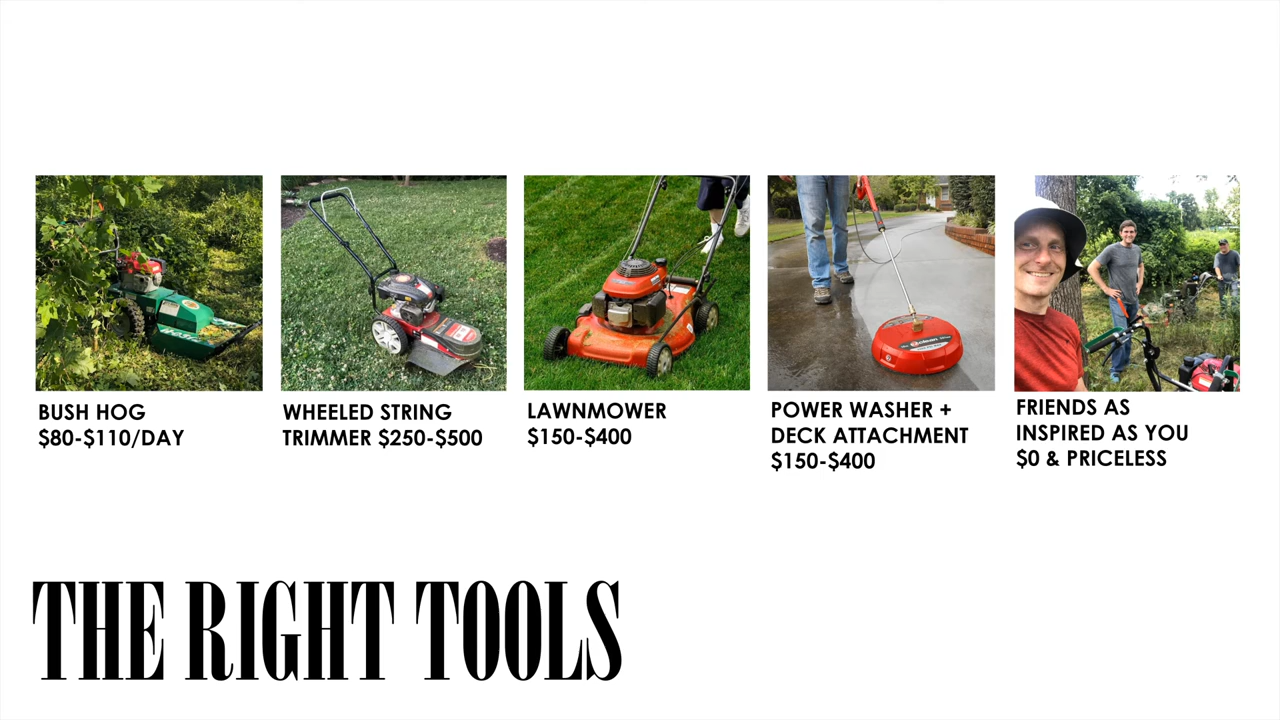 BUSH HOG
$80-$110/DAY
WHEELED STRING
TRIMMER $250-$500
LAWNMOWER
$150-$400
POWER WASHER +
DECK ATTACHMENT
$150-$400
FRIENDS AS
INSPIRED AS YOU
$0 & PRICELESS
THE RIGHT TOOLS